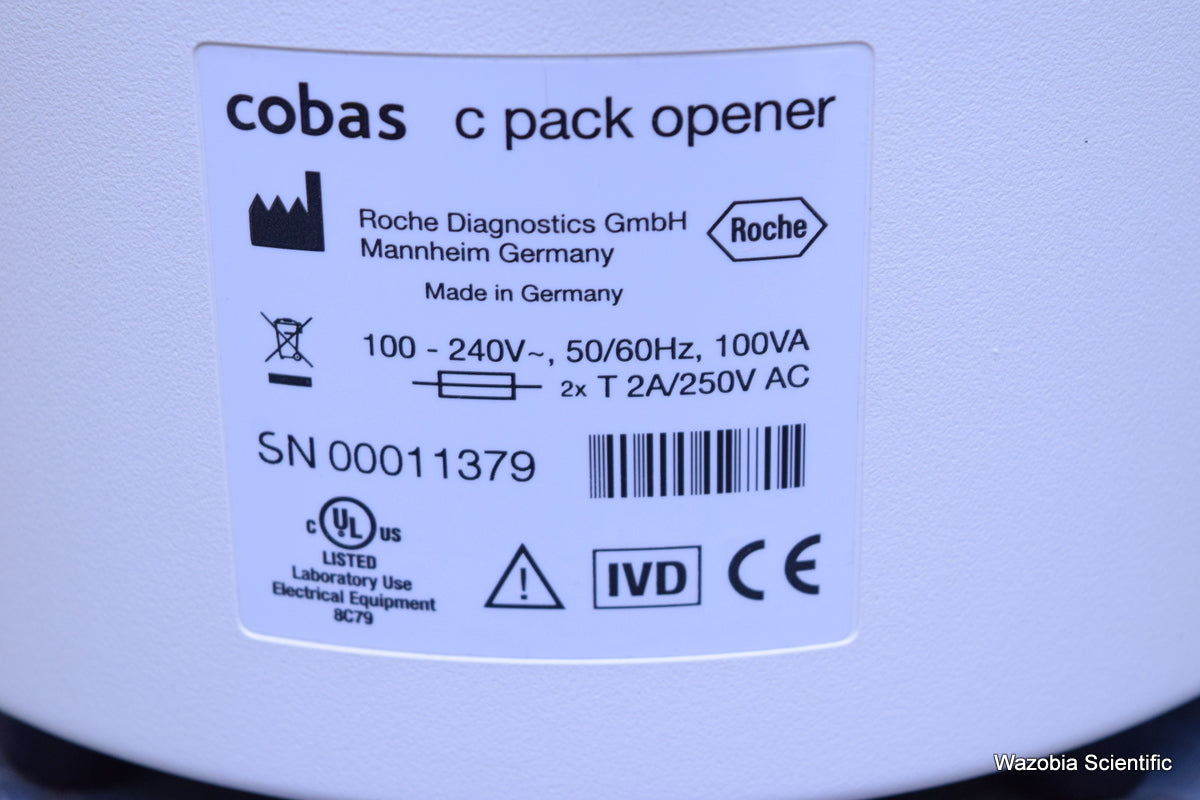 cobas c pack opener
Roche Diagnostics GmbH
Mannheim Germany
Roche
Made in Germany
100 - 240V~, 50/60Hz, 100VA
2x T 2A/250V AC
SN 00011379
c UL US
LISTED
Laboratory Use
Electrical Equipment
8C79
!
IVD
CE
Wazobia Scientific